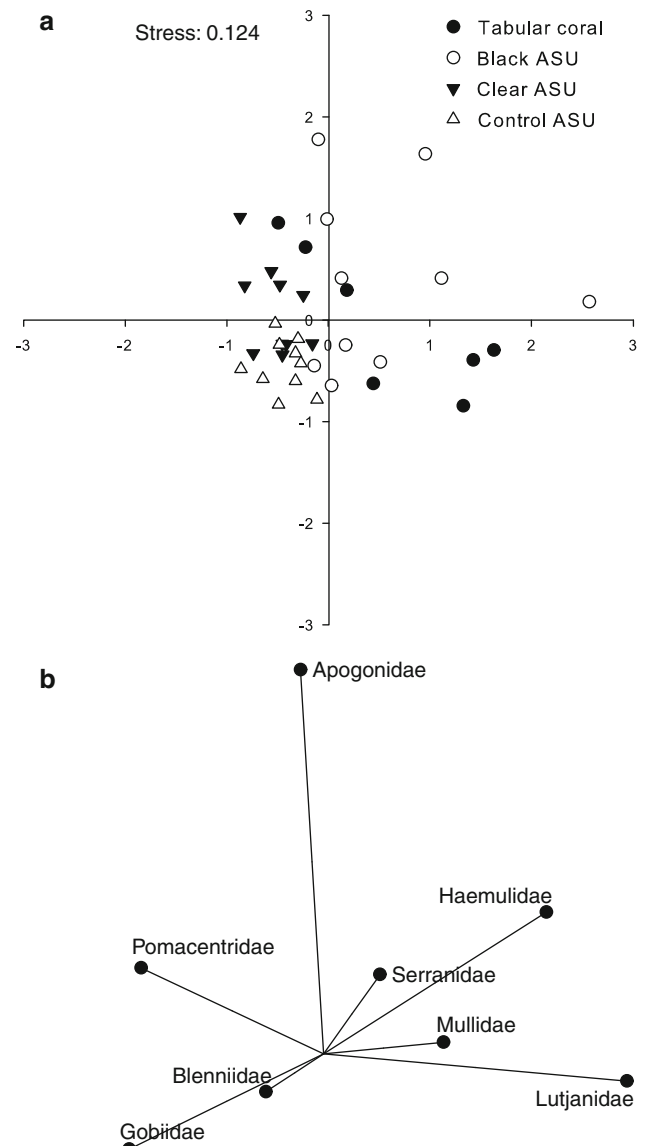 a
Stress: 0.124
Tabular coral
Black ASU
Clear ASU
Control ASU
3
2
1
0
-3
-2
-1
0
1
2
3
-1
-2
-3
b
Apogonidae
Haemulidae
Pomacentridae
Serranidae
Mullidae
Blenniidae
Lutjanidae
Gobiidae